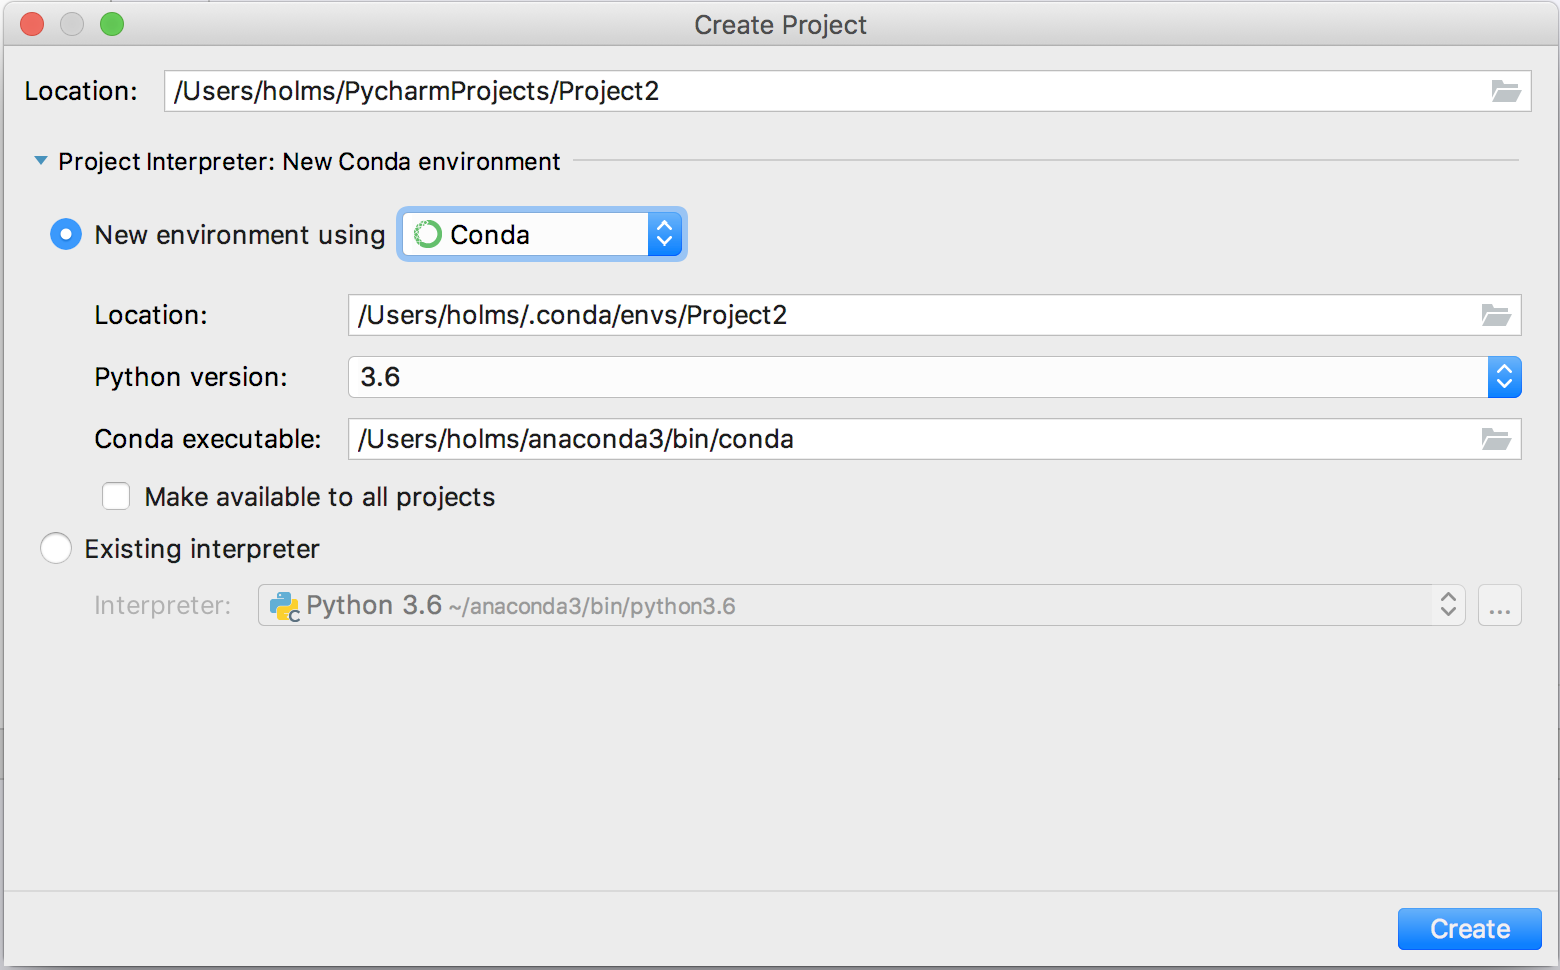 Create Project
Location: /Users/holms/PycharmProjects/Project2
Project Interpreter: New Conda environment
New environment using Conda
Location: /Users/holms/.conda/envs/Project2
Python version: 3.6
Conda executable: /Users/holms/anaconda3/bin/conda
Make available to all projects
Existing interpreter
Interpreter: Python 3.6 ~/anaconda3/bin/python3.6 ...
Create